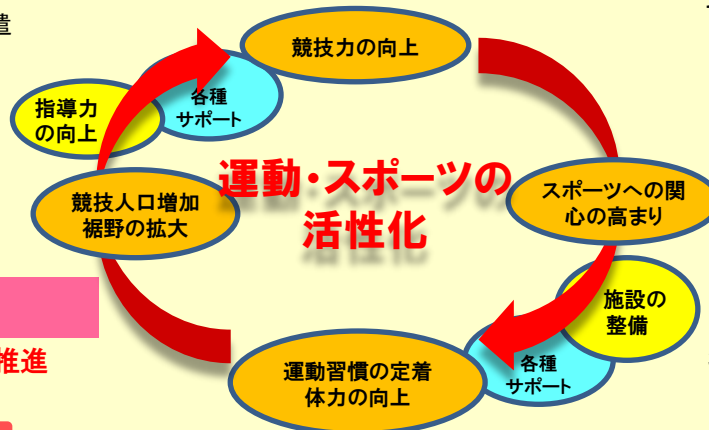 遣
競技力の向上
各種
サポート
指導力
の向上
運動・スポーツの
活性化
競技人口増加
裾野の拡大
スポーツへの関
心の高まり
施設の
整備
推進
運動習慣の定着
体力の向上
各種
サポート